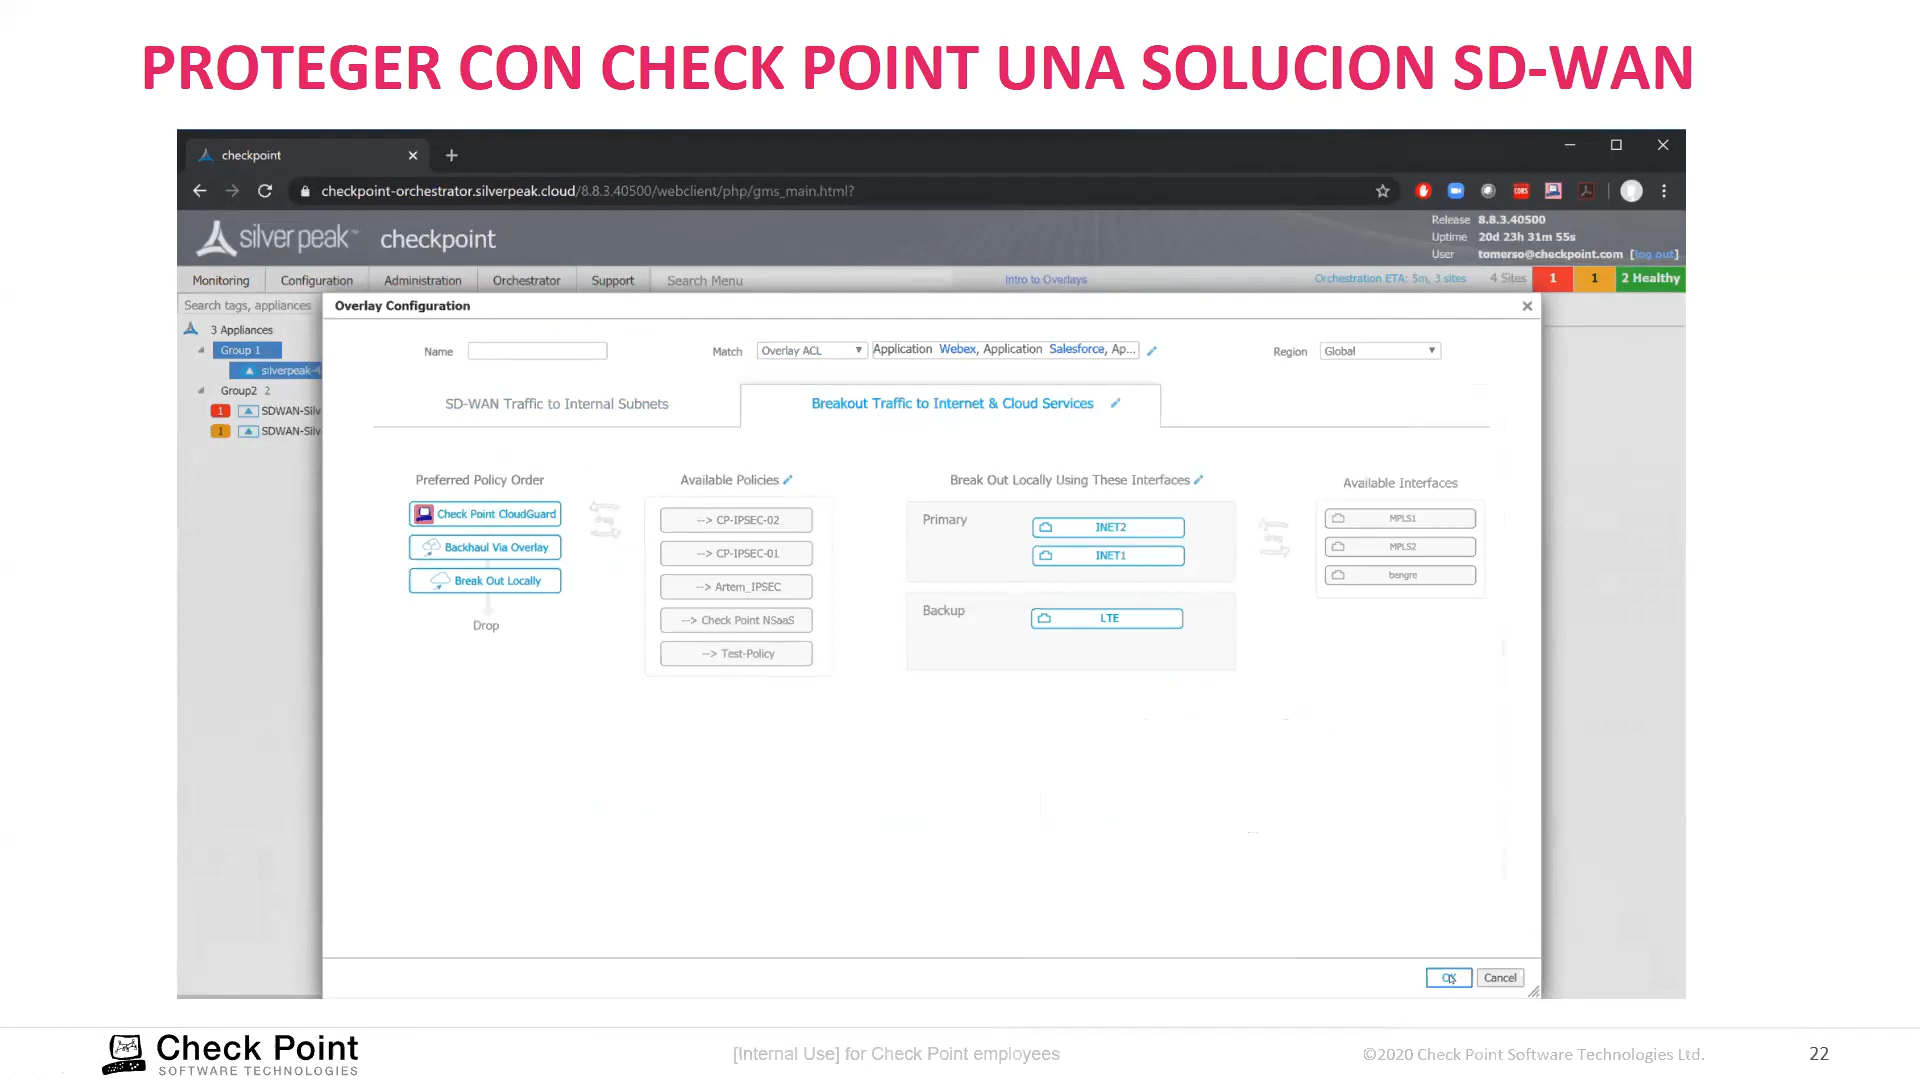 PROTEGER CON CHECK POINT UNA SOLUCION SD-WAN
checkpoint
checkpoint-orchestrator.silverpeak.cloud/8.8.3.40500/webclient/php/gms_main.html?
silver peak checkpoint
Release 8.8.3.40500
Uptime 20d 23h 31m 55s
User tomerso@checkpoint.com [log out]
Monitoring Configuration Administration Orchestrator Support Search Menu Intro to Overlays Orchestration ETA: 5m, 3 sites 4 Sites 1 1 2 Healthy
Search tags, appliances
3 Appliances
Group 1
silverpeak-4
Group2 2
1 SDWAN-Silv
1 SDWAN-Silv
Overlay Configuration
Name Match Overlay ACL Application Webex, Application Salesforce, Ap... Region Global
SD-WAN Traffic to Internal Subnets Breakout Traffic to Internet & Cloud Services
Preferred Policy Order
Check Point CloudGuard
Backhaul Via Overlay
Break Out Locally
Drop
Available Policies
--> CP-IPSEC-02
--> CP-IPSEC-01
--> Artem_IPSEC
--> Check Point NSaaS
--> Test-Policy
Break Out Locally Using These Interfaces
Primary
INET2
INET1
Backup
LTE
Available Interfaces
MPLS1
MPLS2
bengre
OK Cancel
Check Point
SOFTWARE TECHNOLOGIES
[Internal Use] for Check Point employees
©2020 Check Point Software Technologies Ltd.
22